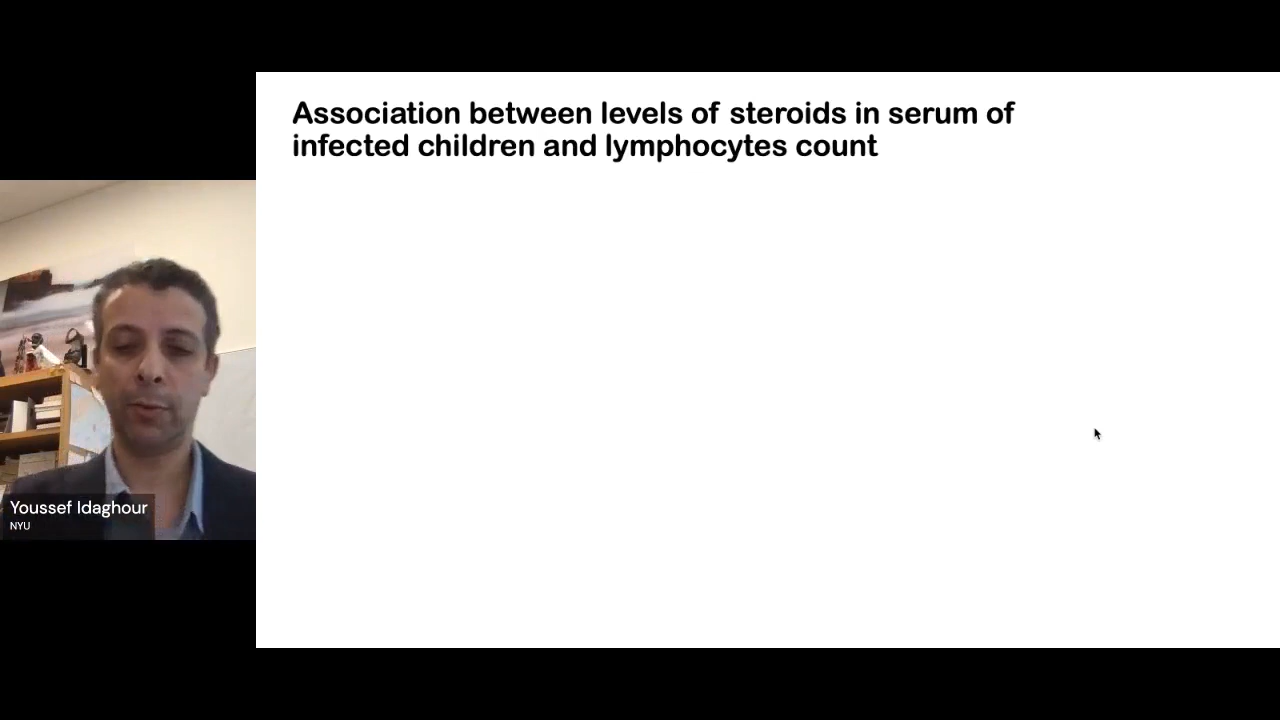 Association between levels of steroids in serum of
infected children and lymphocytes count
Youssef Idaghour
NYU